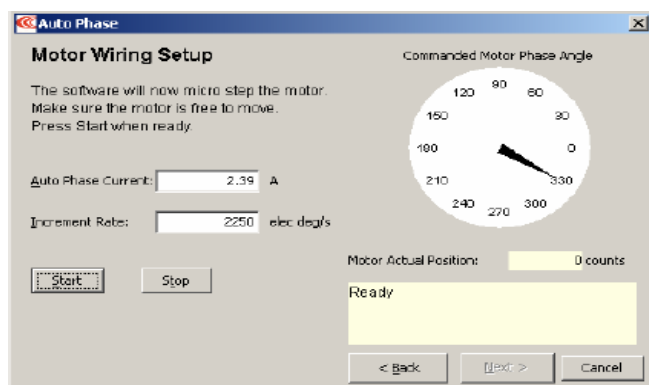 Auto Phase
Motor Wiring Setup
The software will now micro step the motor.
Make sure the motor is free to move.
Press Start when ready.
Auto Phase Current: 2.39 A
Increment Rate: 2250 elec deg/s
Start Stop
Commanded Motor Phase Angle
90
120 60
150 30
180 0
210 330
240 300
270
Motor Actual Position: 0 counts
Ready
< Back Next > Cancel